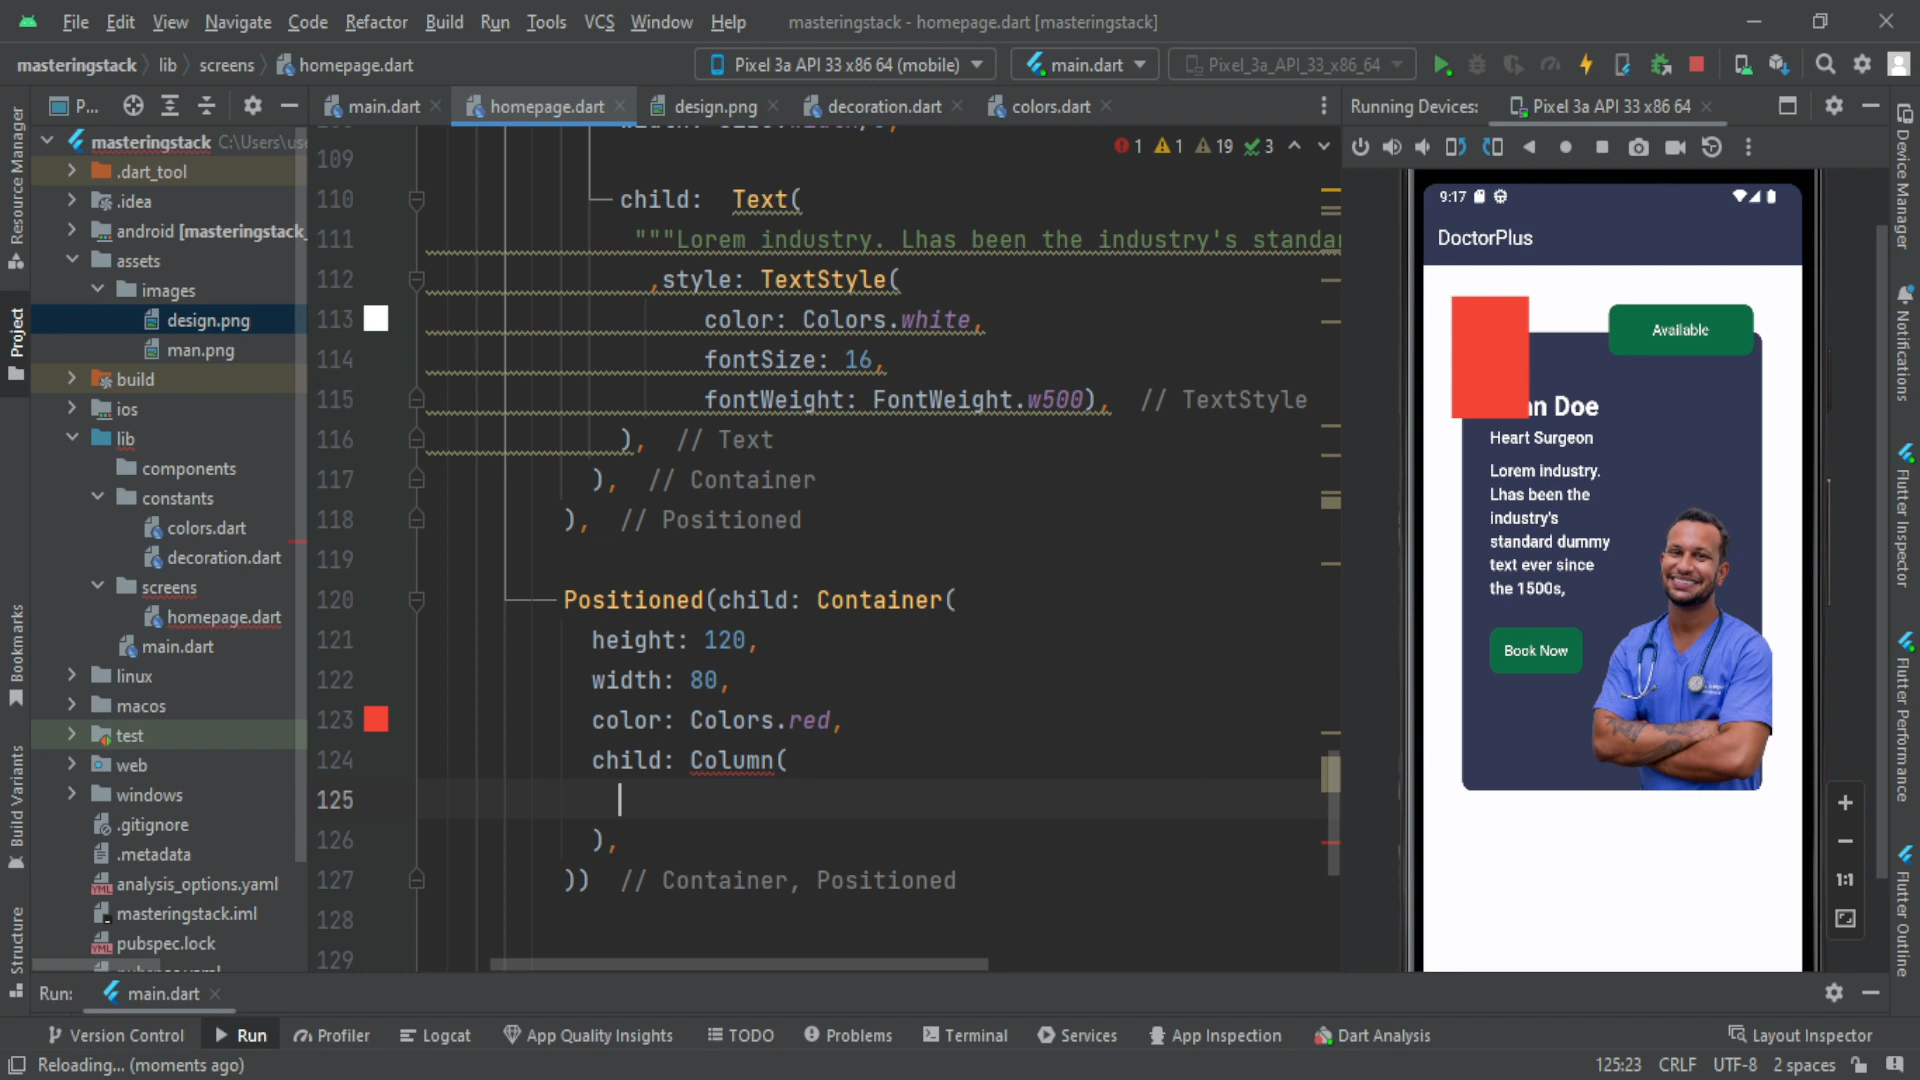 File Edit View Navigate Code Refactor Build Run Tools VCS Window Help masteringstack - homepage.dart [masteringstack]
masteringstack lib screens homepage.dart Pixel 3a API 33 x86 64 (mobile) main.dart Pixel_3a_API_33_x86_64
P... main.dart homepage.dart design.png decoration.dart colors.dart Running Devices: Pixel 3a API 33 x86 64
Resource Manager
Project
Bookmarks
Build Variants
Structure
masteringstack C:\Users\use
.dart_tool
.idea
android [masteringstack_
assets
images
design.png
man.png
build
ios
lib
components
constants
colors.dart
decoration.dart
screens
homepage.dart
main.dart
linux
macos
test
web
windows
.gitignore
.metadata
analysis_options.yaml
masteringstack.iml
pubspec.lock
1 1 19 3
109
110 child: Text(
111 """Lorem industry. Lhas been the industry's standar
112 ,style: TextStyle(
113 color: Colors.white,
114 fontSize: 16,
115 fontWeight: FontWeight.w500), // TextStyle
116 ), // Text
117 ), // Container
118 ), // Positioned
119
120 Positioned(child: Container(
121 height: 120,
122 width: 80,
123 color: Colors.red,
124 child: Column(
125
126 ),
127 )) // Container, Positioned
128
129
9:17
DoctorPlus
Available
n Doe
Heart Surgeon
Lorem industry.
Lhas been the
industry's
standard dummy
text ever since
the 1500s,
Book Now
1:1
Device Manager
Notifications
Flutter Inspector
Flutter Performance
Flutter Outline
Run: main.dart
Version Control Run Profiler Logcat App Quality Insights TODO Problems Terminal Services App Inspection Dart Analysis Layout Inspector
Reloading... (moments ago) 125:23 CRLF UTF-8 2 spaces